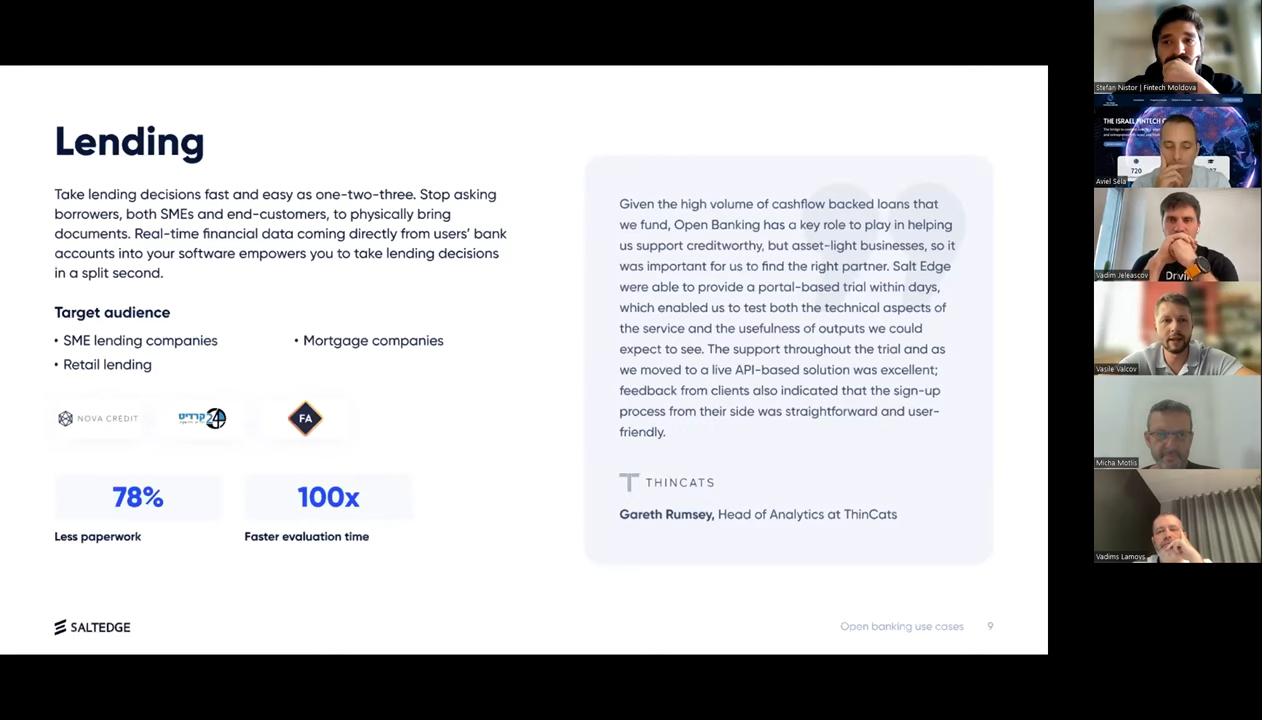 Lending
Take lending decisions fast and easy as one-two-three. Stop asking
borrowers, both SMEs and end-customers, to physically bring
documents. Real-time financial data coming directly from users' bank
accounts into your software empowers you to take lending decisions
in a split second.
Target audience
• SME lending companies
• Mortgage companies
• Retail lending
NOVA CREDIT
קרדיט 24
FA
78%
Less paperwork
100x
Faster evaluation time
Given the high volume of cashflow backed loans that
we fund, Open Banking has a key role to play in helping
us support creditworthy, but asset-light businesses, so it
was important for us to find the right partner. Salt Edge
were able to provide a portal-based trial within days,
which enabled us to test both the technical aspects of
the service and the usefulness of outputs we could
expect to see. The support throughout the trial and as
we moved to a live API-based solution was excellent;
feedback from clients also indicated that the sign-up
process from their side was straightforward and user-
friendly.
THINCATS
Gareth Rumsey, Head of Analytics at ThinCats
SALTEDGE
Open banking use cases 9
Stefan Nistor | Fintech Moldova
THE ISRAEL FINTECH C
720
Aviel Sela
Vadim Jeleascov
Vasile Valcov
Micha Motlis
Vadims Lamovs